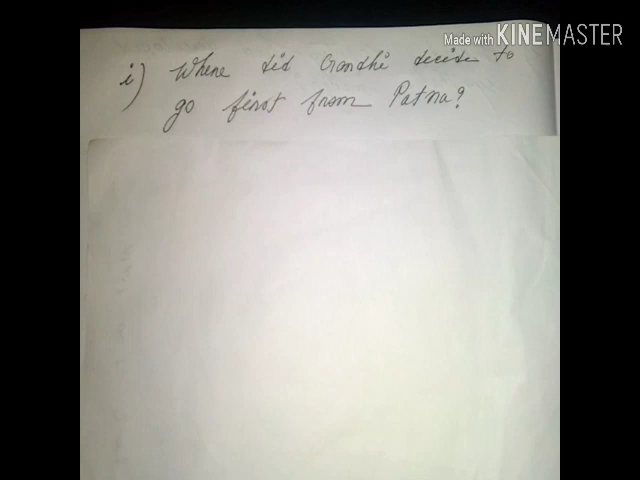 Made with KINEMASTER
i) Where did Gandhi decide to
go first from Patna?